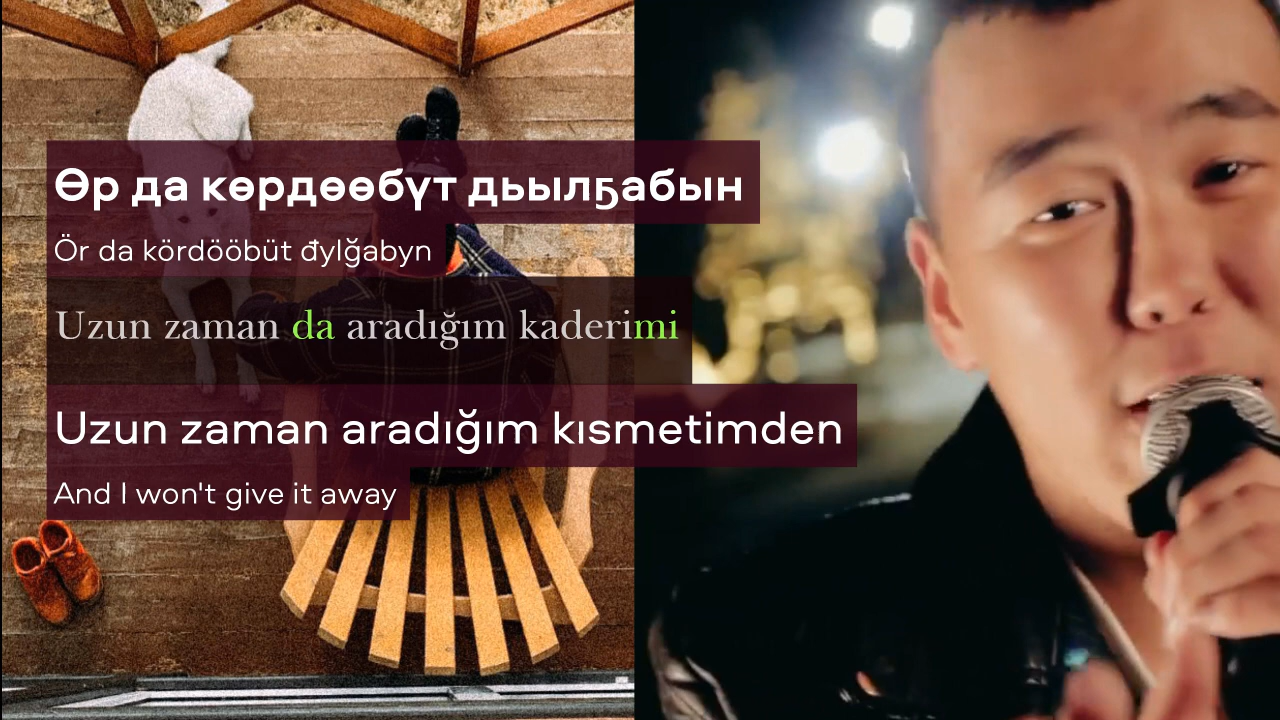 Өр да көрдөөбүт дьылҕабын
Ör da kördööbüt đylğabyn
Uzun zaman da aradığım kaderimi
Uzun zaman aradığım kısmetimden
And I won't give it away